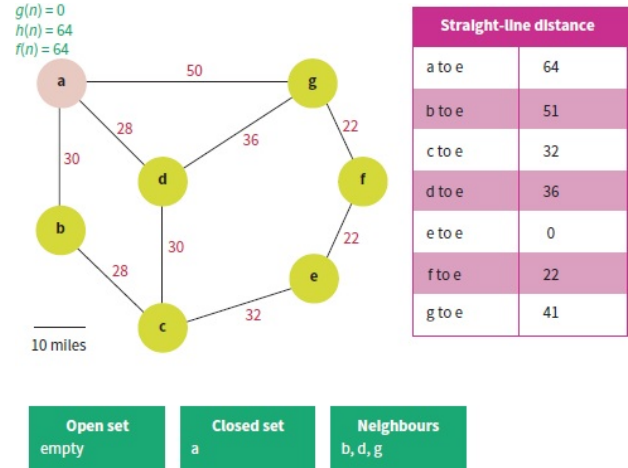 g(n) = 0
h(n) = 64
f(n) = 64
a
50
g
28
36
22
30
d
f
b
30
22
28
e
c
32
10 miles
Straight-line distance
a to e 64
b to e 51
c to e 32
d to e 36
e to e 0
f to e 22
g to e 41
Open set
empty
Closed set
a
Neighbours
b, d, g